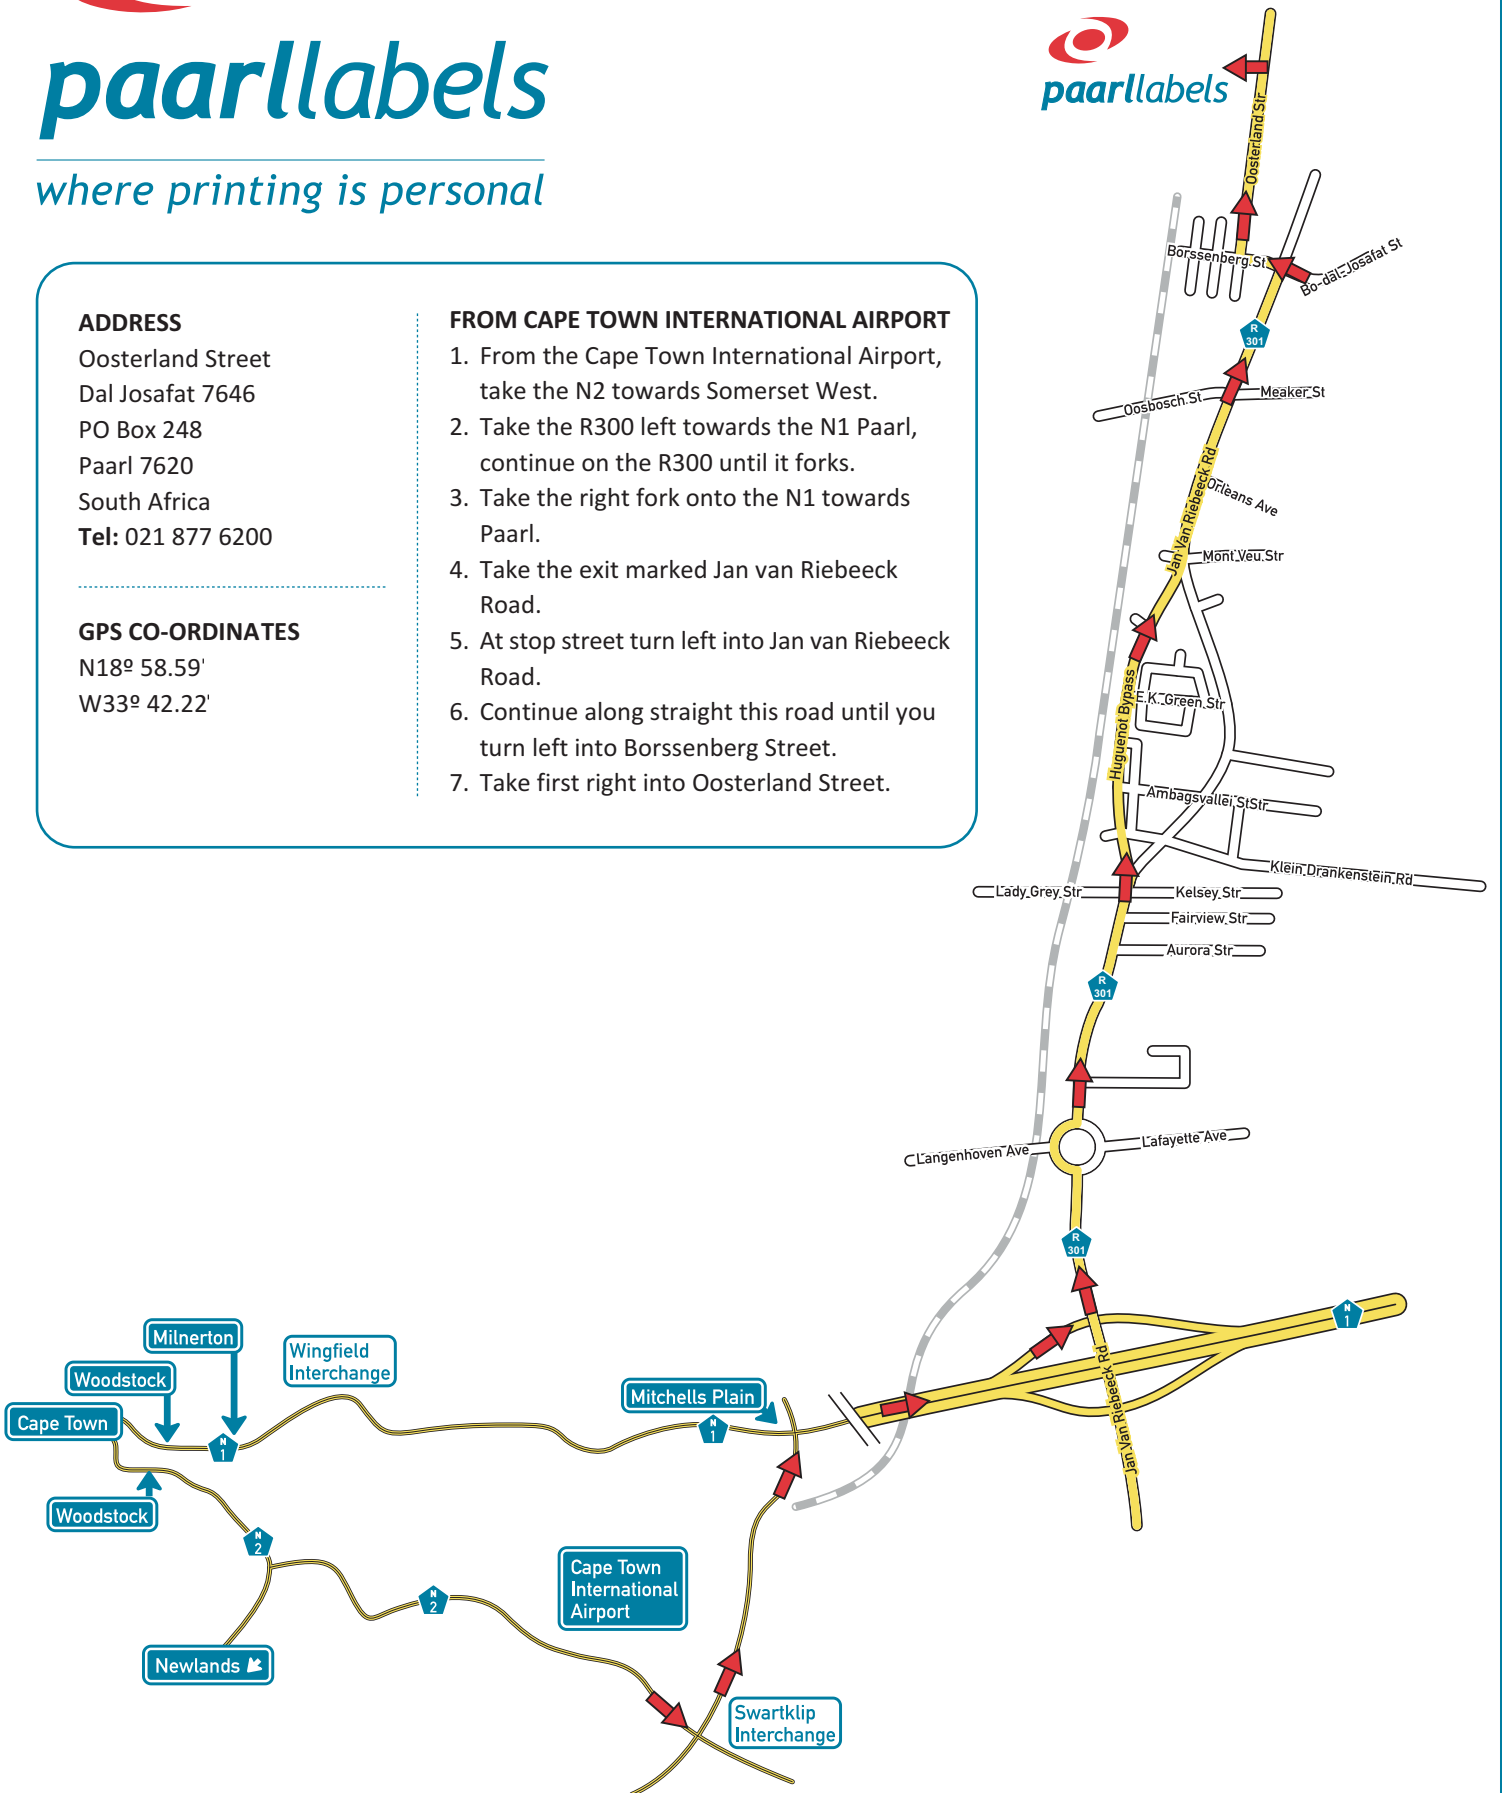 paarllabels
where printing is personal
ADDRESS
Oosterland Street
Dal Josafat 7646
PO Box 248
Paarl 7620
South Africa
Tel: 021 877 6200
GPS CO-ORDINATES
N18º 58.59'
W33º 42.22'
FROM CAPE TOWN INTERNATIONAL AIRPORT
1. From the Cape Town International Airport,
take the N2 towards Somerset West.
2. Take the R300 left towards the N1 Paarl,
continue on the R300 until it forks.
3. Take the right fork onto the N1 towards
Paarl.
4. Take the exit marked Jan van Riebeeck
Road.
5. At stop street turn left into Jan van Riebeeck
Road.
6. Continue along straight this road until you
turn left into Borssenberg Street.
7. Take first right into Oosterland Street.
paarllabels
Oosterland Str
Borssenberg St
Bo-dal-Josafat St
R
301
Oosbosch St
Meaker St
Jan Van Riebeeck Rd
Orleans Ave
Mont Veu Str
Huguenot Bypass
E.K. Green Str
Ambagsvallei StStr
Klein Drankenstein Rd
Lady Grey Str
Kelsey Str
Fairview Str
Aurora Str
R
301
Langenhoven Ave
Lafayette Ave
R
301
N
1
Jan Van Riebeeck Rd
Milnerton
Wingfield
Interchange
Woodstock
Cape Town
N
1
Mitchells Plain
N
1
Woodstock
N
2
Cape Town
International
Airport
N
2
Newlands
Swartklip
Interchange